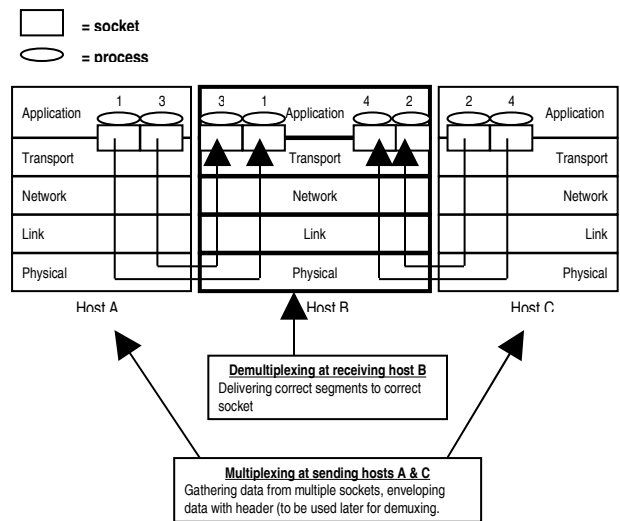 = socket
= process
1 3 3 1 4 2 2 4
Application Application Application
Transport Transport Transport
Network Network Network
Link Link Link
Physical Physical Physical
Host A Host B Host C
Demultiplexing at receiving host B
Delivering correct segments to correct
socket
Multiplexing at sending hosts A & C
Gathering data from multiple sockets, enveloping
data with header (to be used later for demuxing.